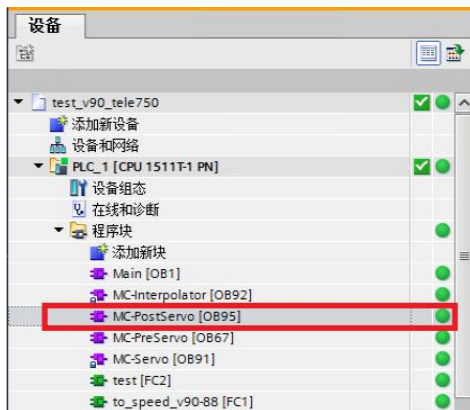 设备
test_v90_tele750
添加新设备
设备和网络
PLC_1 [CPU 1511T-1 PN]
设备组态
在线和诊断
程序块
添加新块
Main [OB1]
MC-Interpolator [OB92]
MC-PostServo [OB95]
MC-PreServo [OB67]
MC-Servo [OB91]
test [FC2]
to_speed_v90-88 [FC1]